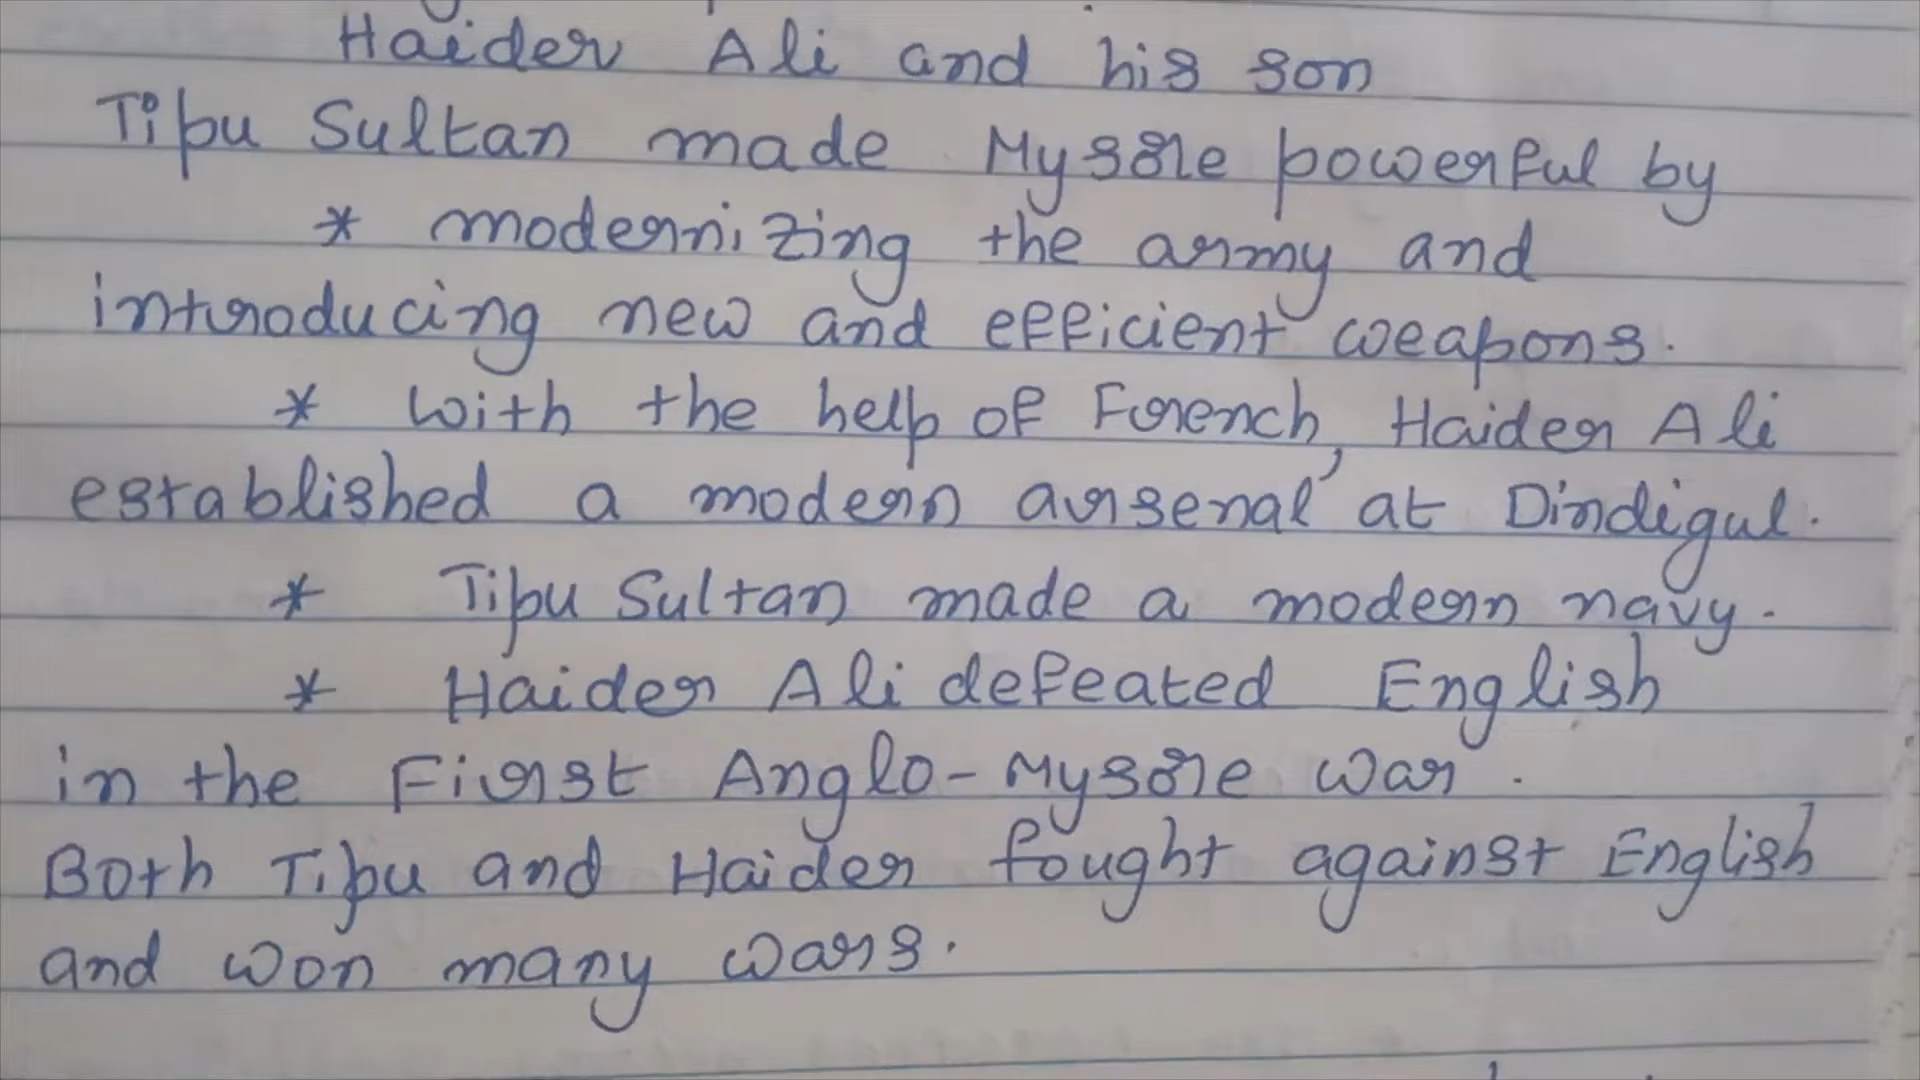 Haider Ali and his son
Tipu Sultan made Mysore powerful by
* modernizing the army and
introducing new and efficient weapons.
* With the help of French, Haider Ali
established a modern arsenal at Dindigul.
* Tipu Sultan made a modern navy.
* Haider Ali defeated English
in the First Anglo-Mysore war.
Both Tipu and Haider fought against English
and won many wars.